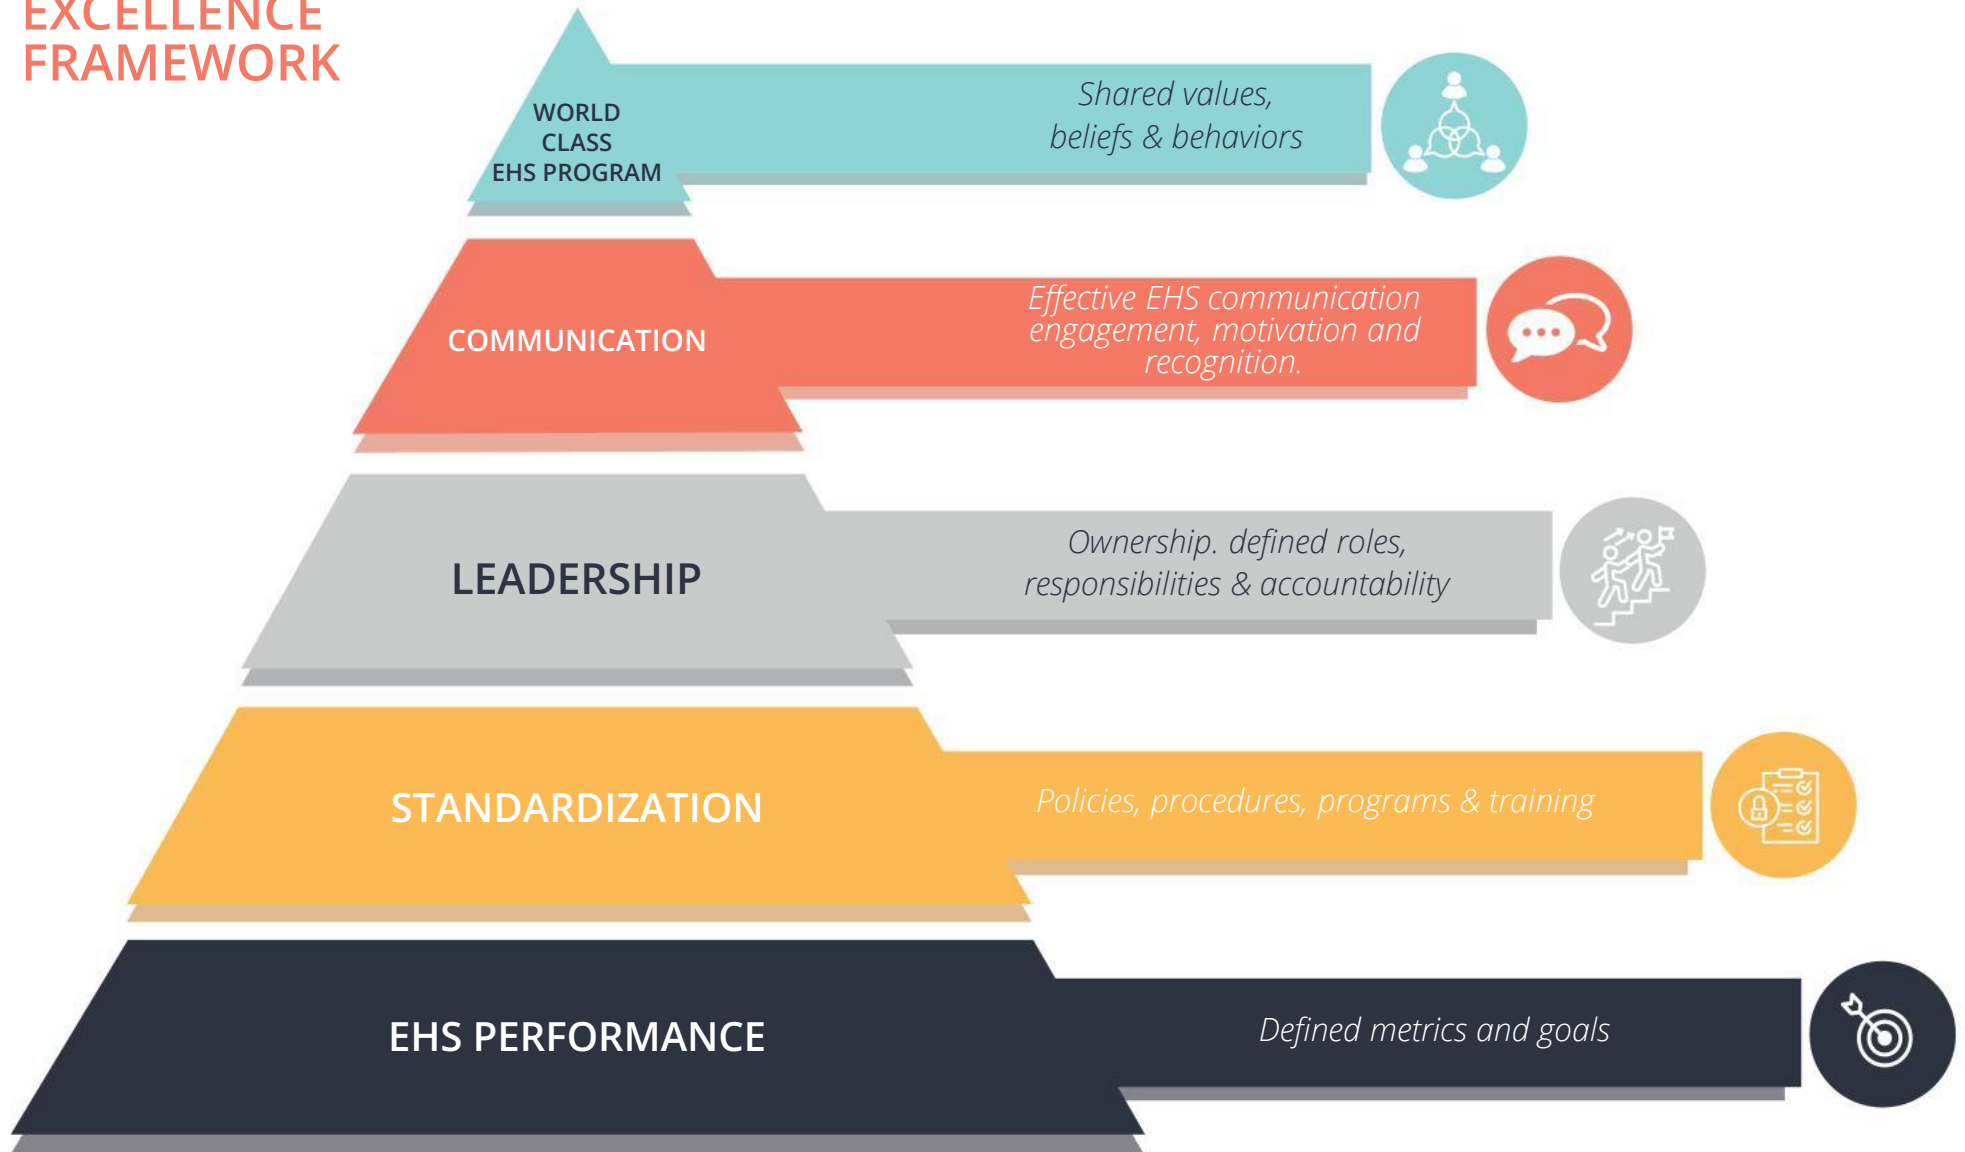 EXCELLENCE
FRAMEWORK
WORLD
CLASS
EHS PROGRAM
Shared values,
beliefs & behaviors
COMMUNICATION
Effective EHS communication
engagement, motivation and
recognition.
LEADERSHIP
Ownership. defined roles,
responsibilities & accountability
STANDARDIZATION
Policies, procedures, programs & training
EHS PERFORMANCE
Defined metrics and goals